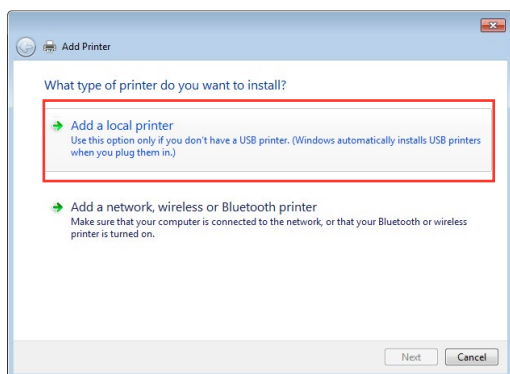 Add Printer
What type of printer do you want to install?
Add a local printer
Use this option only if you don't have a USB printer. (Windows automatically installs USB printers
when you plug them in.)
Add a network, wireless or Bluetooth printer
Make sure that your computer is connected to the network, or that your Bluetooth or wireless
printer is turned on.
Next Cancel